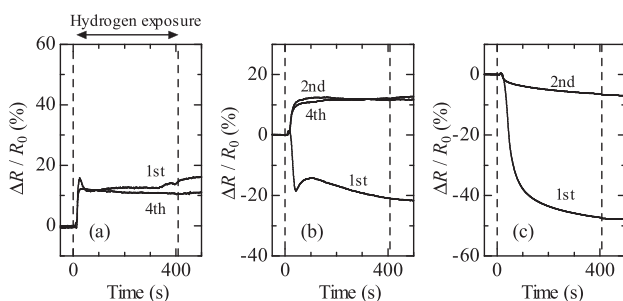 Hydrogen exposure
60
40
20
0
ΔR / R₀ (%)
1st
4th
(a)
0
400
Time (s)
20
0
-20
-40
ΔR / R₀ (%)
2nd
4th
1st
(b)
0
400
Time (s)
0
-20
-40
-60
ΔR / R₀ (%)
2nd
1st
(c)
0
400
Time (s)